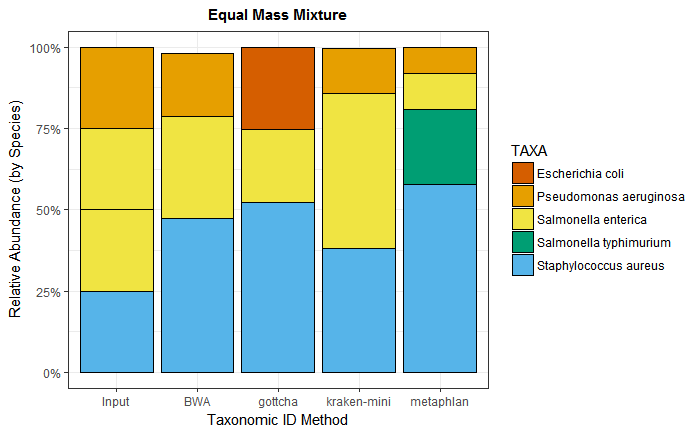 Equal Mass Mixture
Relative Abundance (by Species)
100%
75%
50%
25%
0%
Input BWA gottcha kraken-mini metaphlan
Taxonomic ID Method
TAXA
Escherichia coli
Pseudomonas aeruginosa
Salmonella enterica
Salmonella typhimurium
Staphylococcus aureus